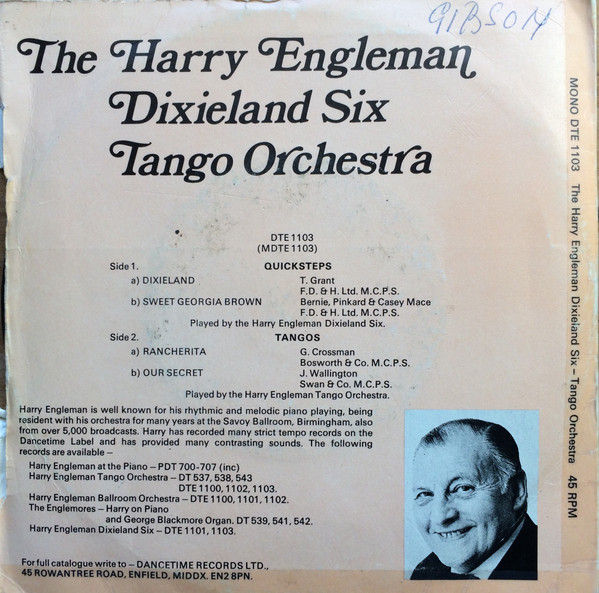 GIBSON
The Harry Engleman
Dixieland Six
Tango Orchestra
DTE 1103
(MDTE 1103)
Side 1. QUICKSTEPS
a) DIXIELAND T. Grant
F.D. & H. Ltd. M.C.P.S.
b) SWEET GEORGIA BROWN Bernie, Pinkard & Casey Mace
F.D. & H. Ltd. M.C.P.S.
Played by the Harry Engleman Dixieland Six.
Side 2. TANGOS
a) RANCHERITA G. Crossman
Bosworth & Co. M.C.P.S.
b) OUR SECRET J. Wallington
Swan & Co. M.C.P.S.
Played by the Harry Engleman Tango Orchestra.
Harry Engleman is well known for his rhythmic and melodic piano playing, being
resident with his orchestra for many years at the Savoy Ballroom, Birmingham, also
from over 5,000 broadcasts. Harry has recorded many strict tempo records on the
Dancetime Label and has provided many contrasting sounds. The following
records are available –
Harry Engleman at the Piano – PDT 700-707 (inc)
Harry Engleman Tango Orchestra – DT 537, 538, 543
DTE 1100, 1102, 1103.
Harry Engleman Ballroom Orchestra – DTE 1100, 1101, 1102.
The Englemores – Harry on Piano
and George Blackmore Organ. DT 539, 541, 542.
Harry Engleman Dixieland Six – DTE 1101, 1103.
For full catalogue write to – DANCETIME RECORDS LTD.,
45 ROWANTREE ROAD, ENFIELD, MIDDX. EN2 8PN.
MONO DTE 1103 The Harry Engleman Dixieland Six – Tango Orchestra 45 RPM